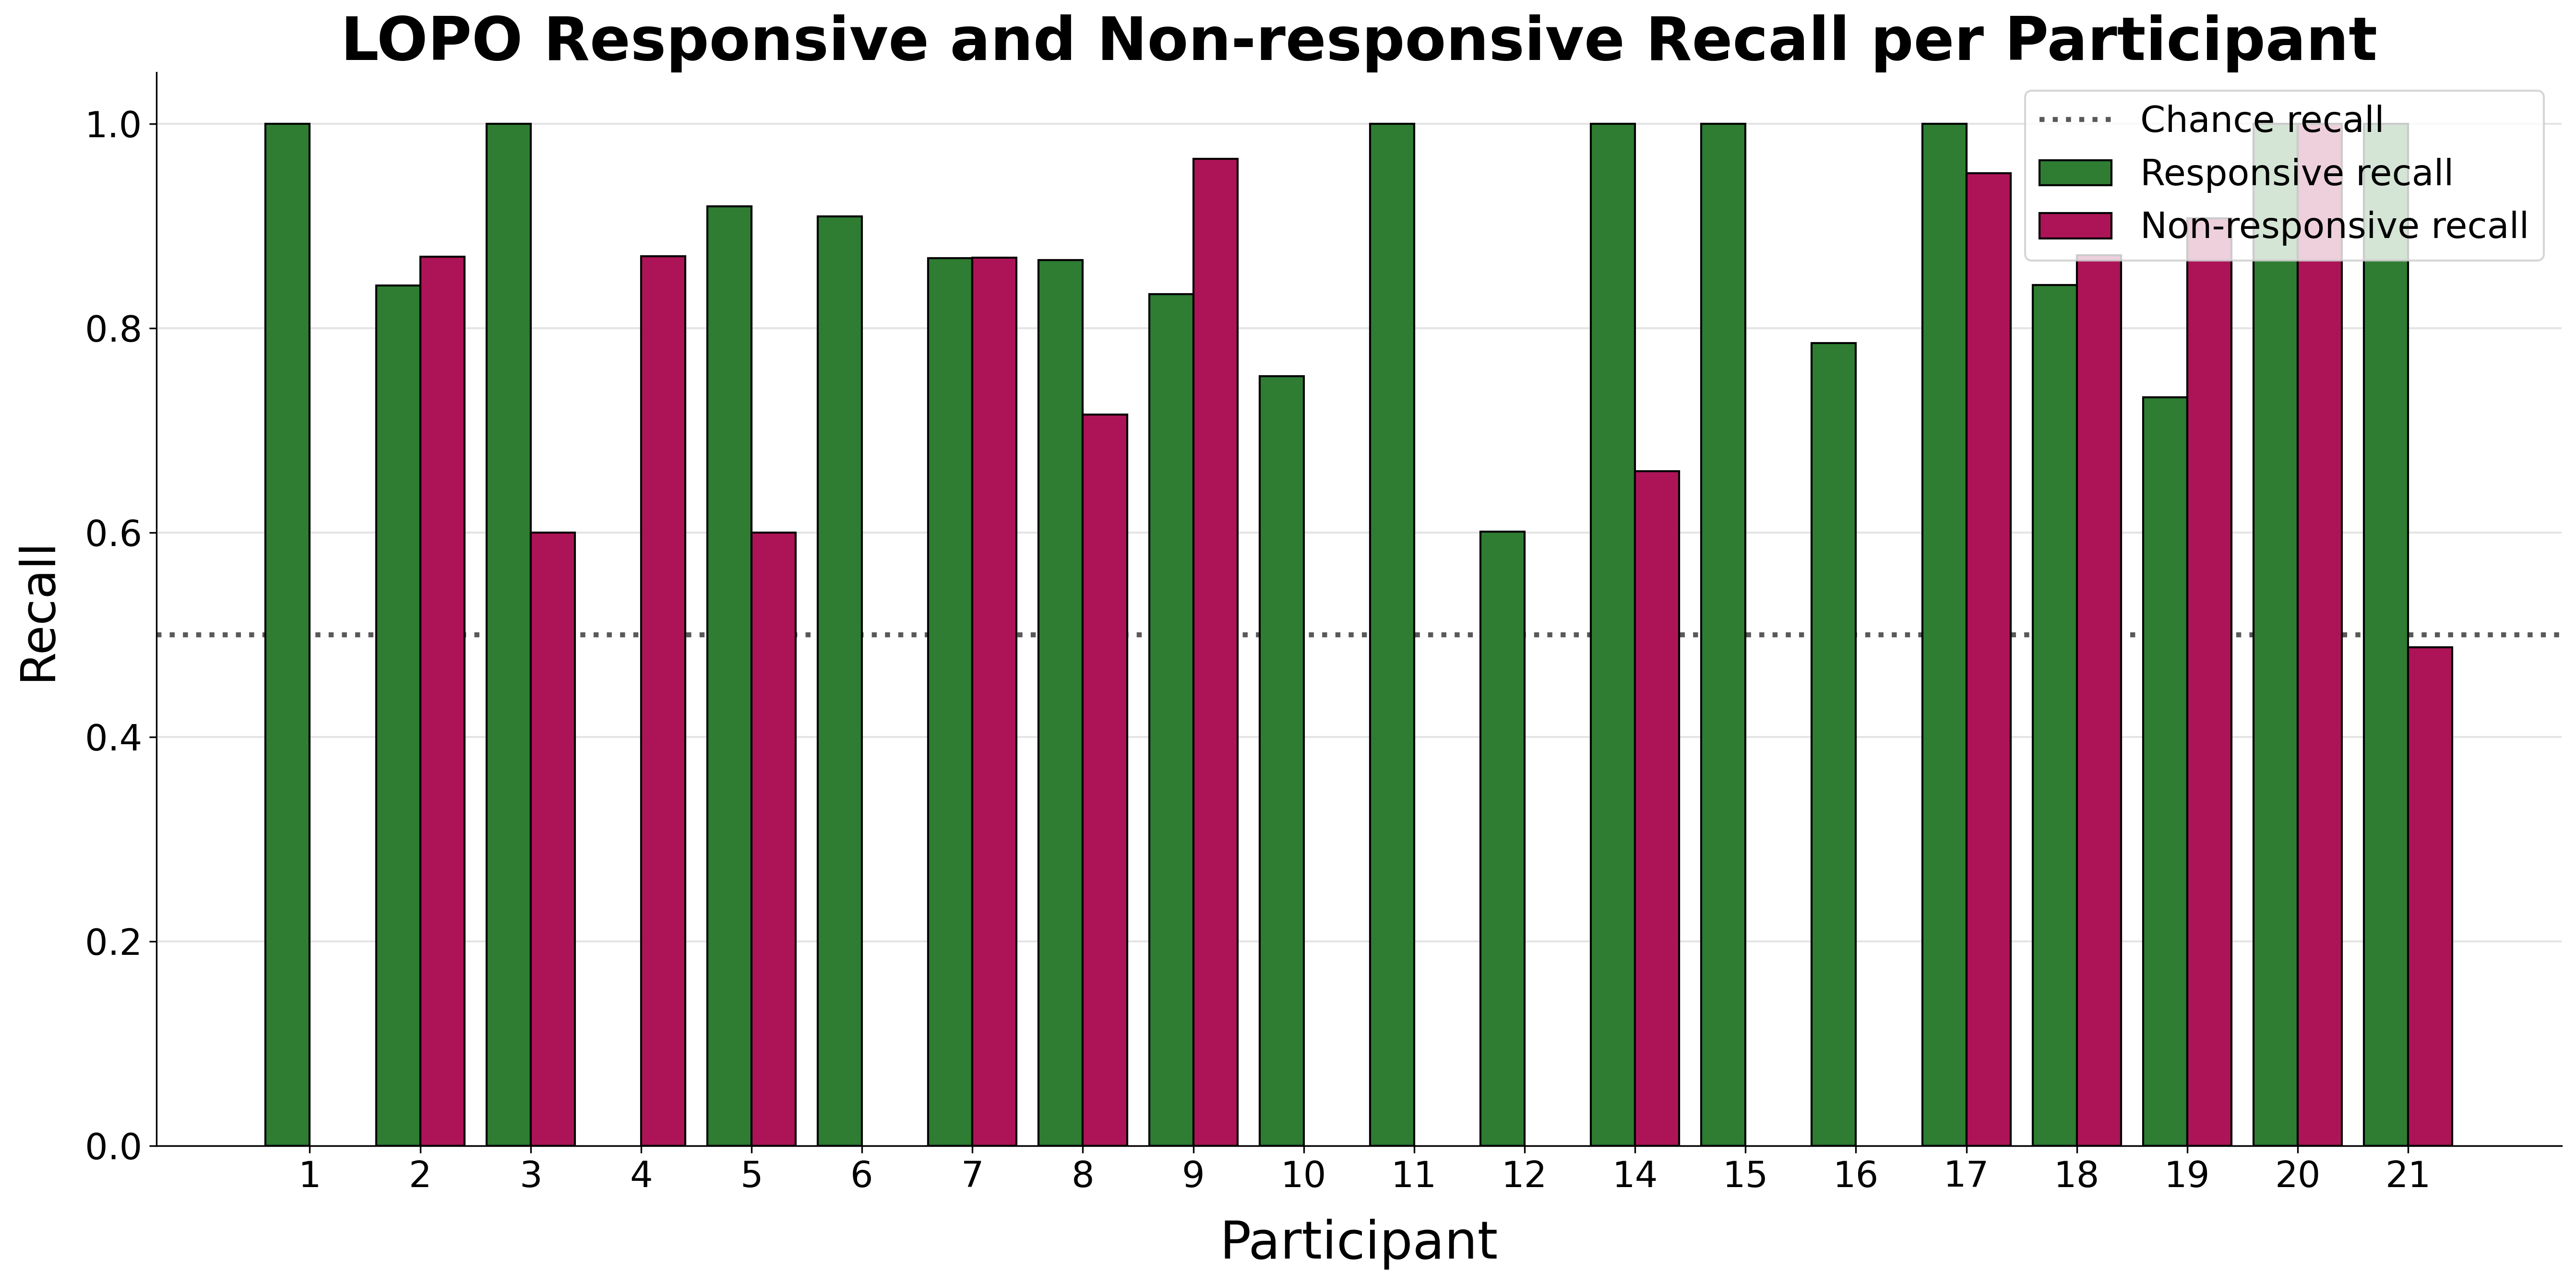 LOPO Responsive and Non-responsive Recall per Participant
Chance recall
Responsive recall
Non-responsive recall
Recall
1.0
0.8
0.6
0.4
0.2
0.0
1 2 3 4 5 6 7 8 9 10 11 12 14 15 16 17 18 19 20 21
Participant